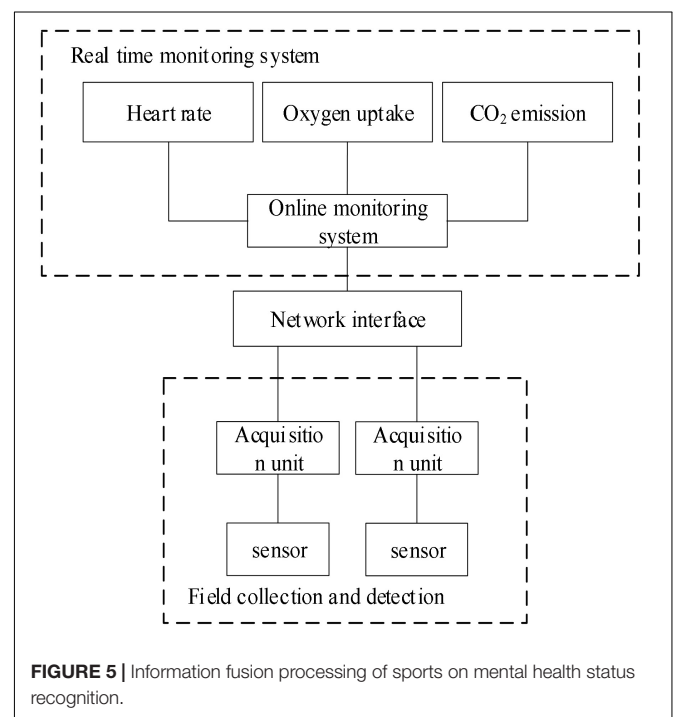 Real time monitoring system
Heart rate
Oxygen uptake
CO₂ emission
Online monitoring
system
Network interface
Acquisitio
n unit
Acquisitio
n unit
sensor
sensor
Field collection and detection
FIGURE 5 | Information fusion processing of sports on mental health status
recognition.